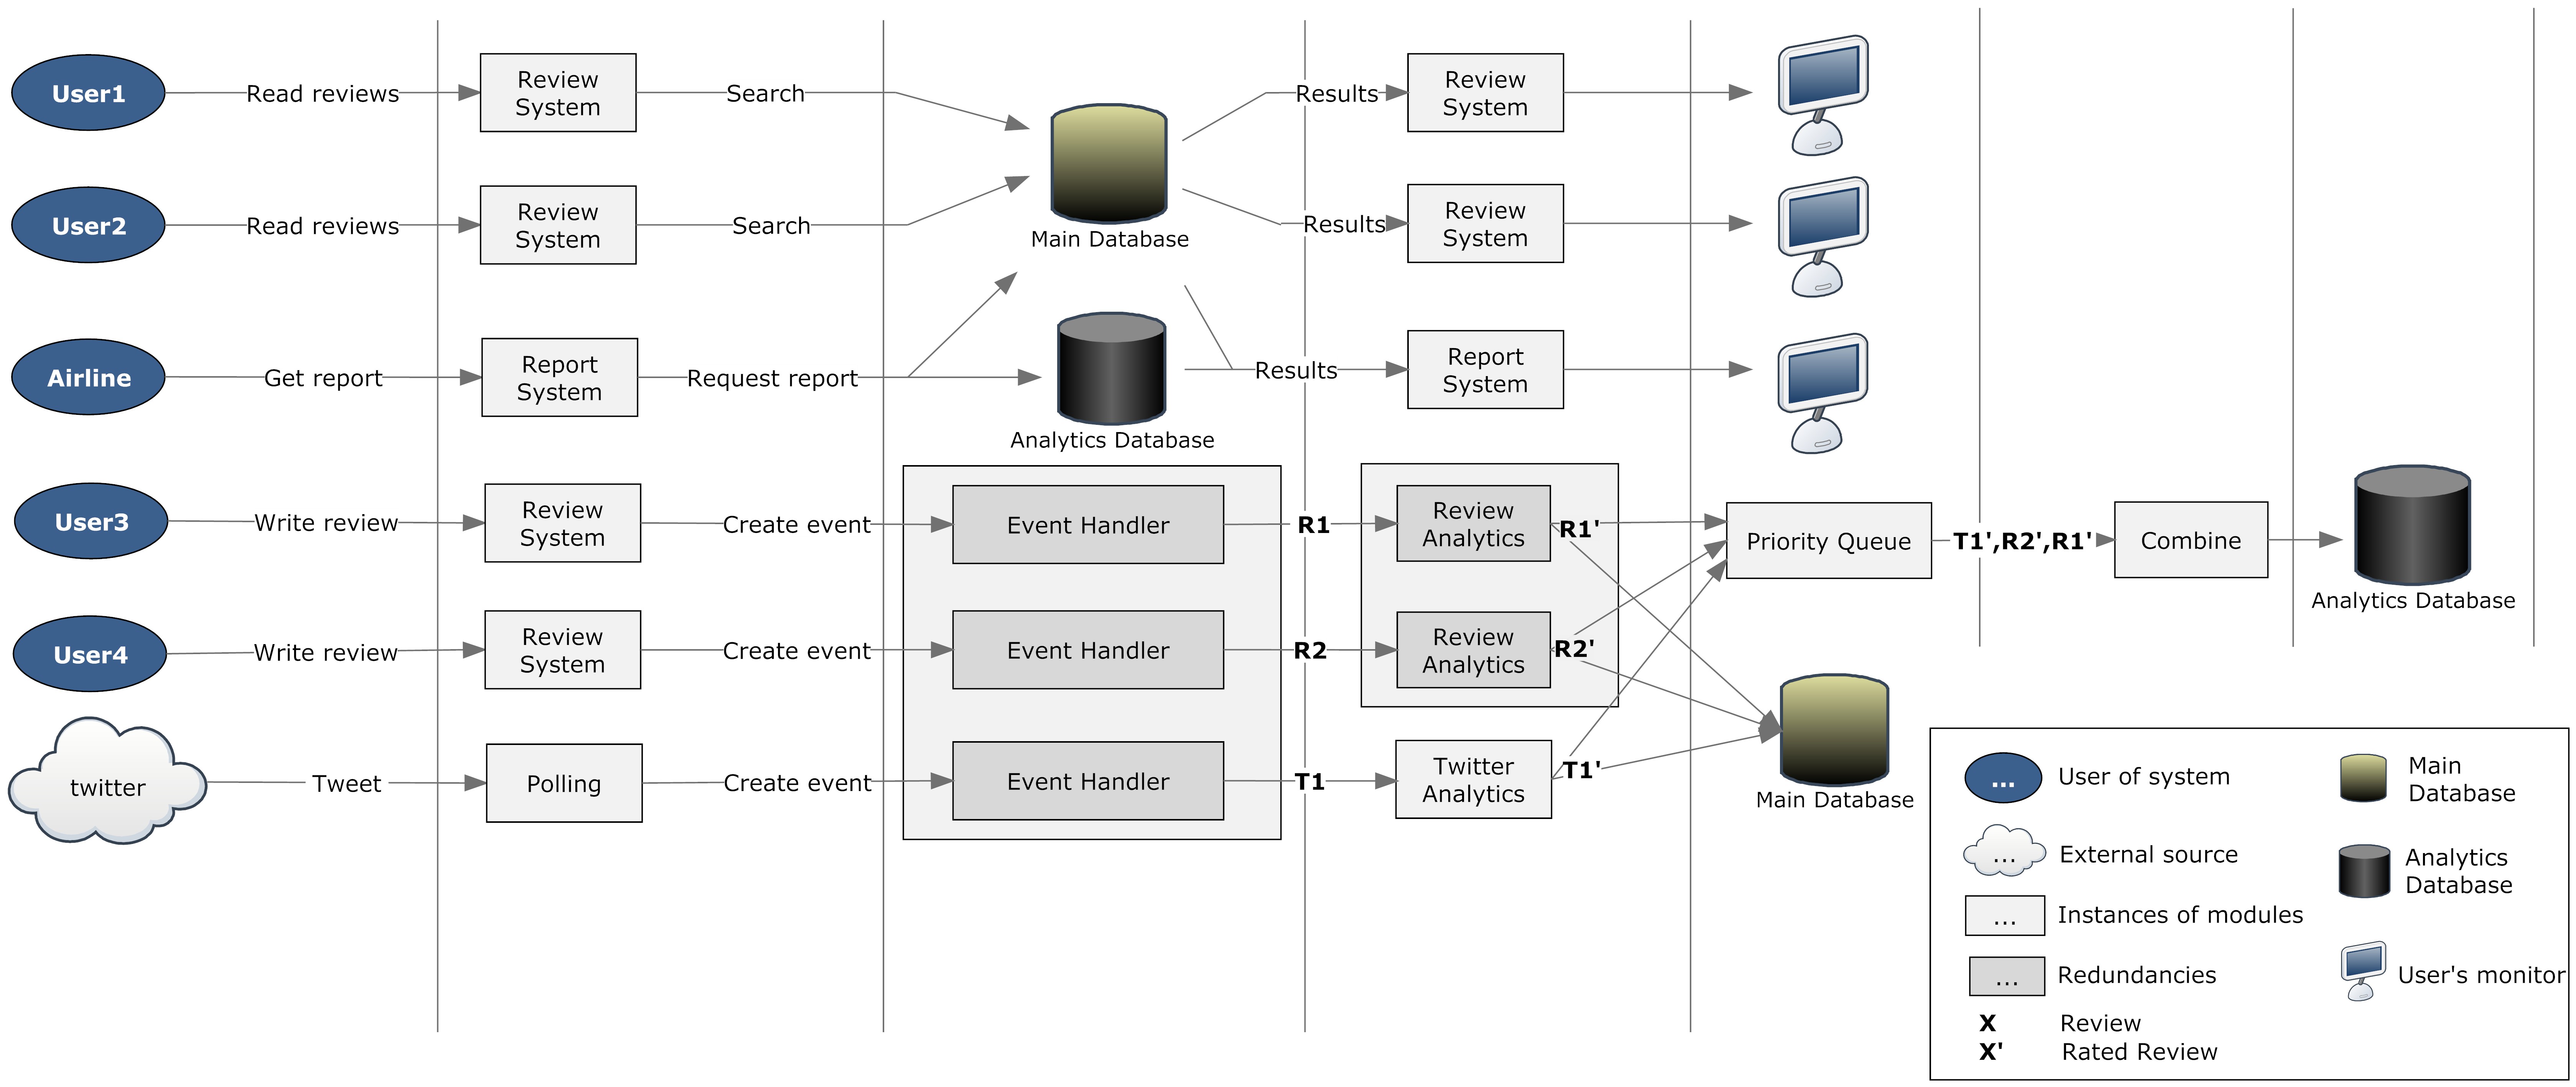 User1
Read reviews
Review
System
Search
Results
Review
System
Main Database
User2
Read reviews
Review
System
Search
Results
Review
System
Airline
Get report
Report
System
Request report
Analytics Database
Results
Report
System
User3
Write review
Review
System
Create event
Event Handler
R1
Review
Analytics
R1'
Priority Queue
T1',R2',R1'
Combine
Analytics Database
User4
Write review
Review
System
Create event
Event Handler
R2
Review
Analytics
R2'
twitter
Tweet
Polling
Create event
Event Handler
T1
Twitter
Analytics
T1'
Main Database
... User of system
... External source
... Instances of modules
... Redundancies
X Review
X' Rated Review
Main
Database
Analytics
Database
User's monitor